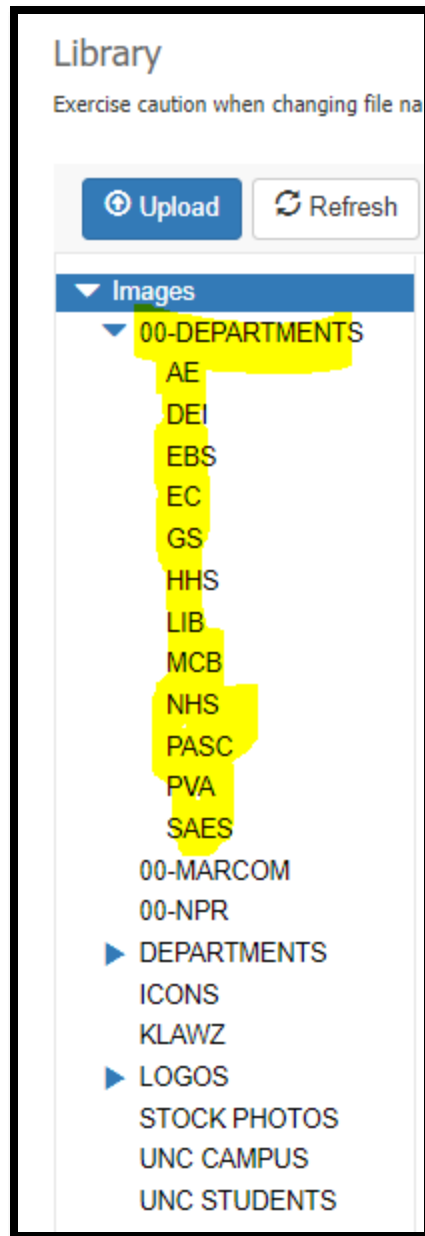 Library
Exercise caution when changing file na
Upload Refresh
Images
00-DEPARTMENTS
AE
DEI
EBS
EC
GS
HHS
LIB
MCB
NHS
PASC
PVA
SAES
00-MARCOM
00-NPR
DEPARTMENTS
ICONS
KLAWZ
LOGOS
STOCK PHOTOS
UNC CAMPUS
UNC STUDENTS